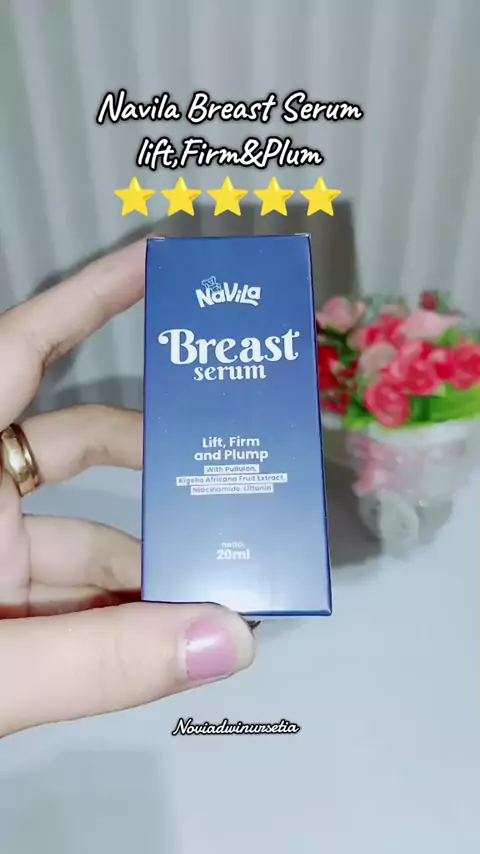 Navila Breast Serum
lift,Firm&Plum
NaVila
Breast
serum
Lift, Firm
and Plump
With Pullulan,
Kigelia Africana Fruit Extract,
Niacinamide, Liftonin
netto:
20ml
Noviadwinursetia